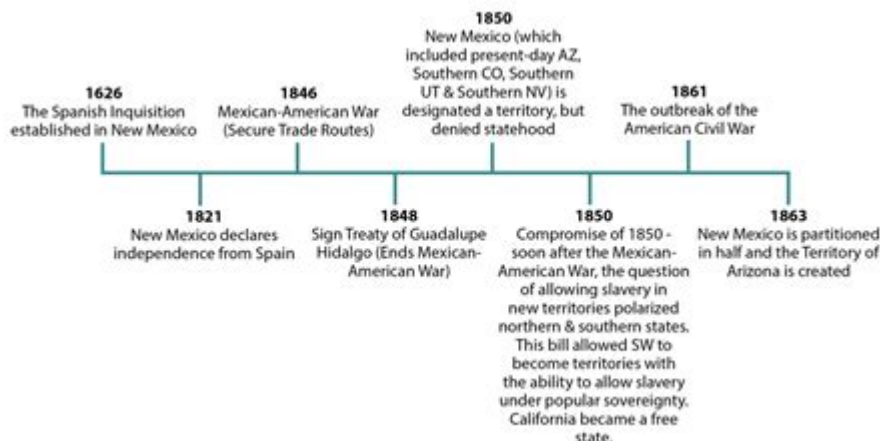 1626
The Spanish Inquisition
established in New Mexico
1821
New Mexico declares
independence from Spain
1846
Mexican-American War
(Secure Trade Routes)
1848
Sign Treaty of Guadalupe
Hidalgo (Ends Mexican-
American War)
1850
New Mexico (which
included present-day AZ,
Southern CO, Southern
UT & Southern NV) is
designated a territory, but
denied statehood
1850
Compromise of 1850 -
soon after the Mexican-
American War, the question
of allowing slavery in
new territories polarized
northern & southern states.
This bill allowed SW to
become territories with
the ability to allow slavery
under popular sovereignty.
California became a free
state.
1861
The outbreak of the
American Civil War
1863
New Mexico is partitioned
in half and the Territory of
Arizona is created